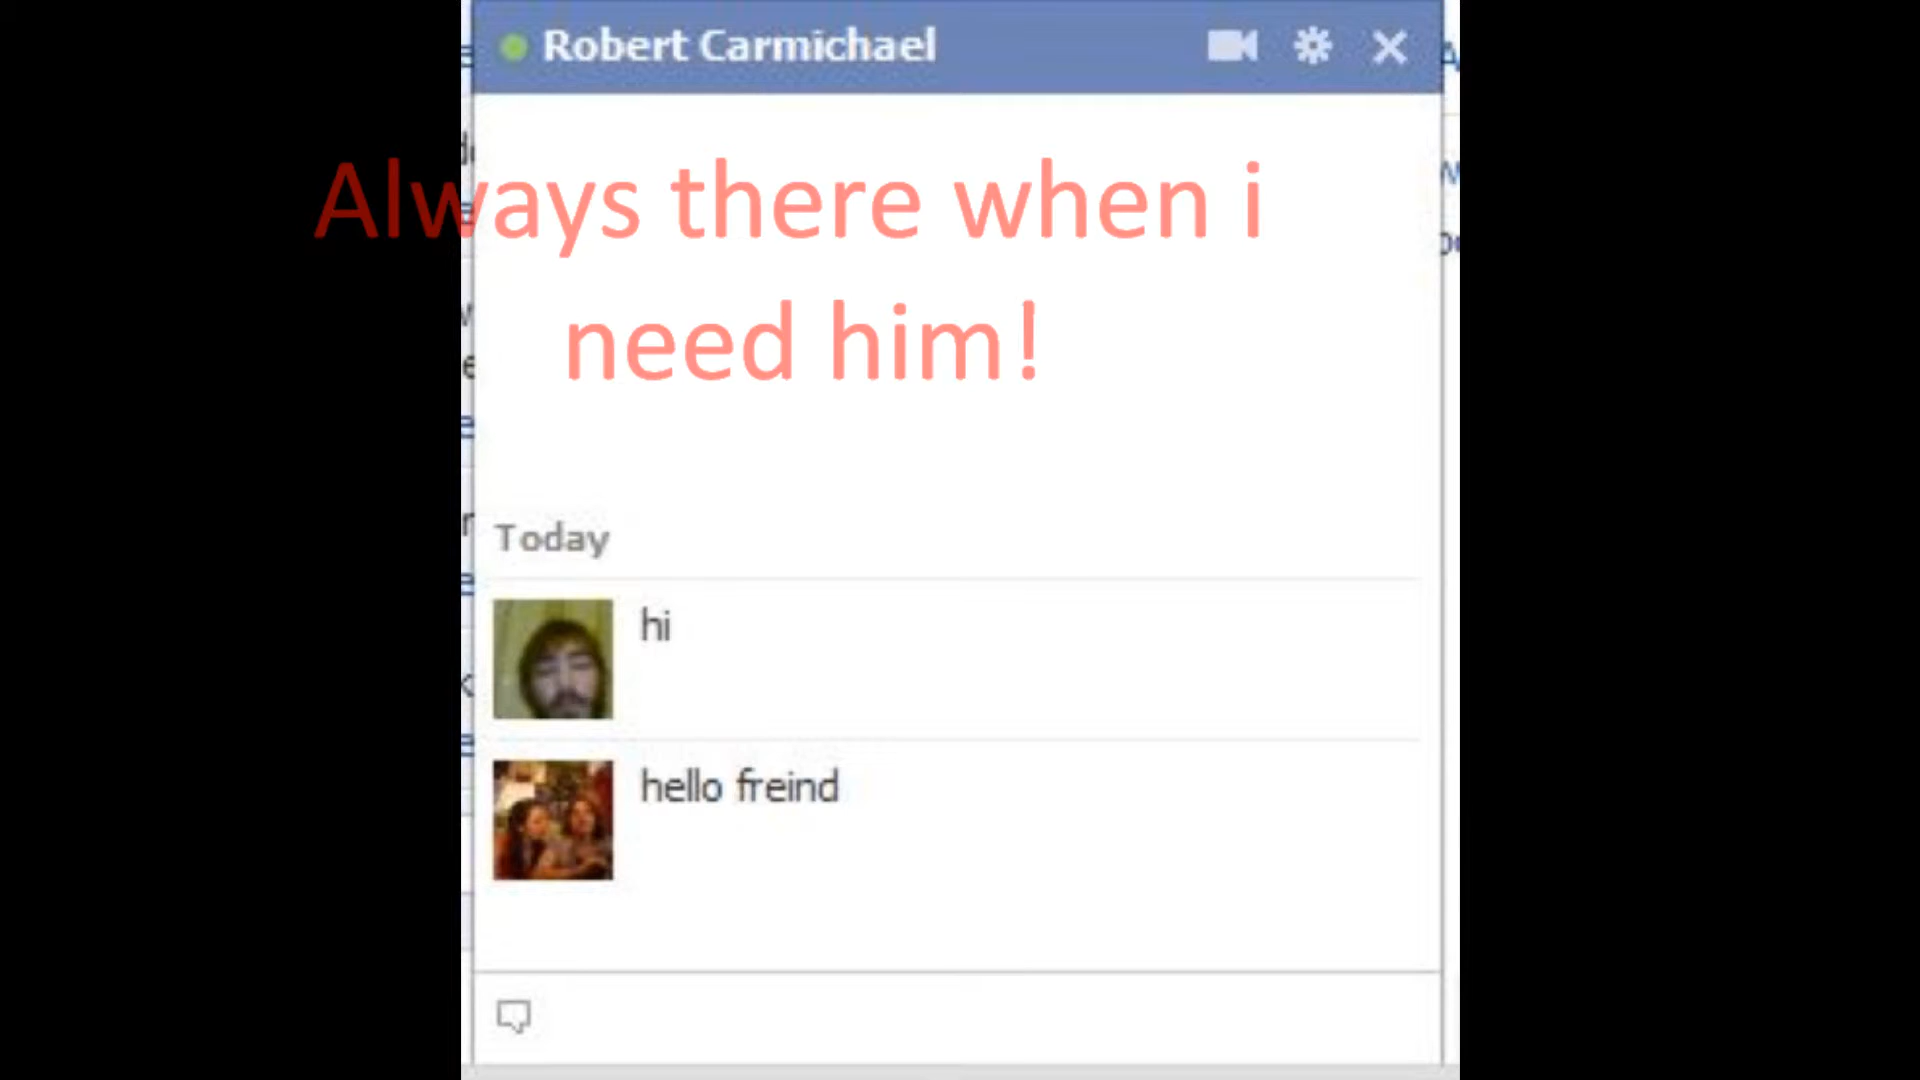 Robert Carmichael
Always there when i
need him!
Today
hi
hello freind